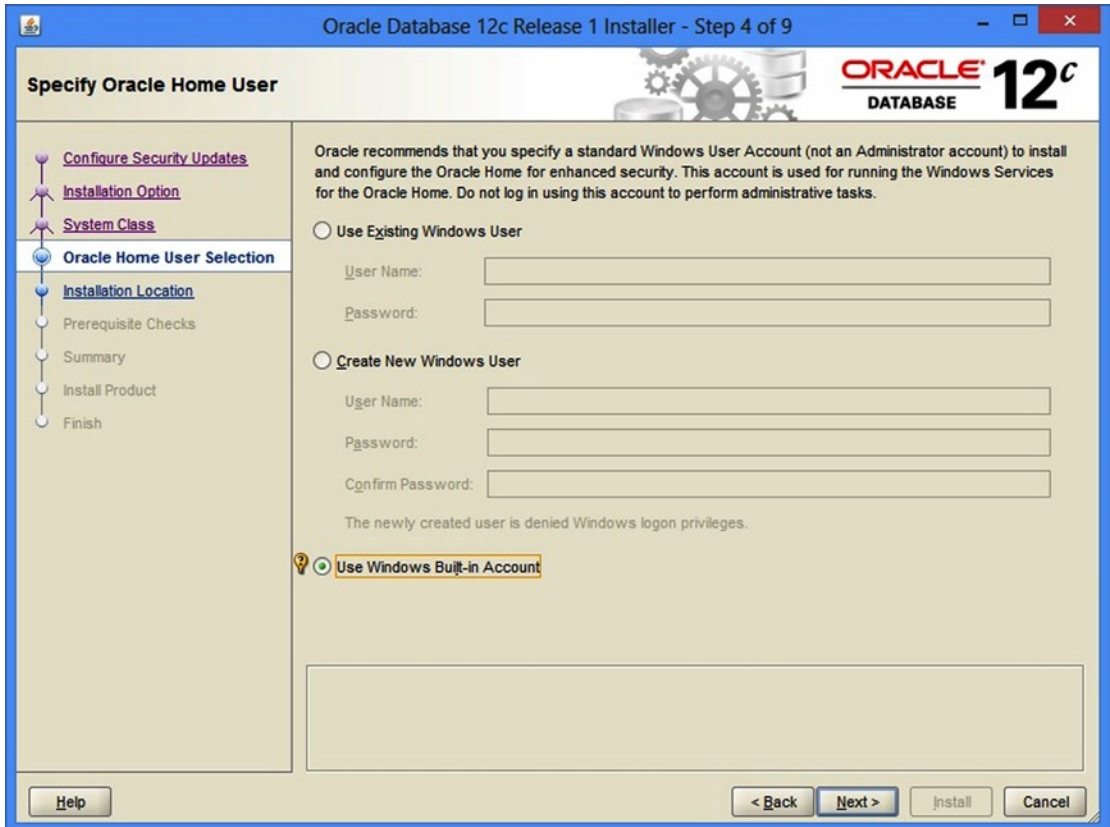 Oracle Database 12c Release 1 Installer - Step 4 of 9
Specify Oracle Home User
ORACLE DATABASE 12c
Configure Security Updates
Installation Option
System Class
Oracle Home User Selection
Installation Location
Prerequisite Checks
Summary
Install Product
Finish
Oracle recommends that you specify a standard Windows User Account (not an Administrator account) to install
and configure the Oracle Home for enhanced security. This account is used for running the Windows Services
for the Oracle Home. Do not log in using this account to perform administrative tasks.
Use Existing Windows User
User Name:
Password:
Create New Windows User
User Name:
Password:
Confirm Password:
The newly created user is denied Windows logon privileges.
Use Windows Built-in Account
Help
< Back
Next >
Install
Cancel